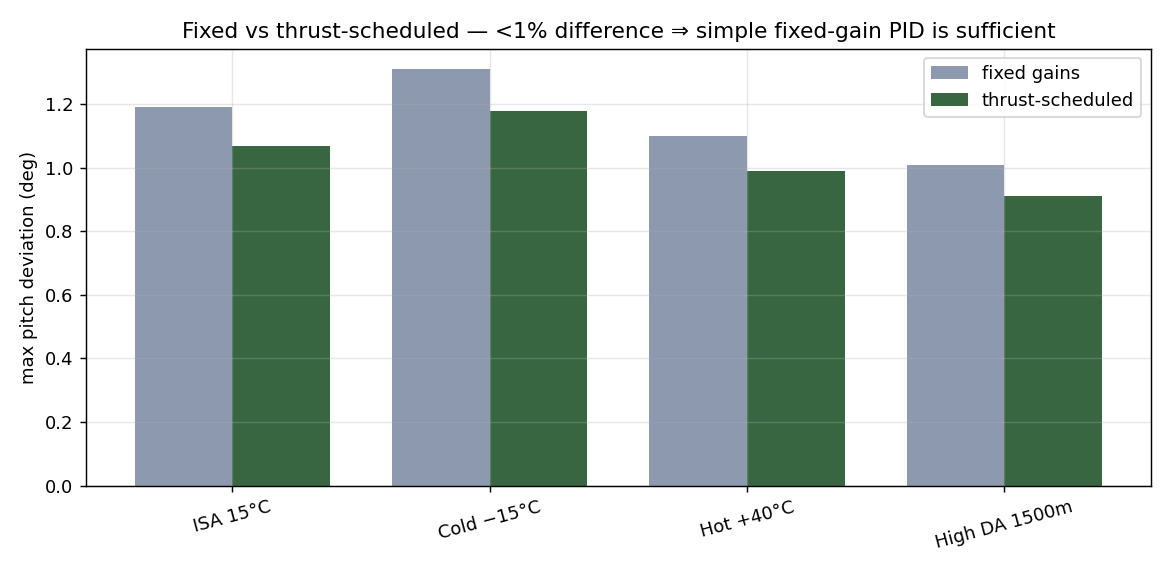 Fixed vs thrust-scheduled — <1% difference ⇒ simple fixed-gain PID is sufficient
fixed gains
thrust-scheduled
max pitch deviation (deg)
1.2
1.0
0.8
0.6
0.4
0.2
0.0
ISA 15°C
Cold −15°C
Hot +40°C
High DA 1500m